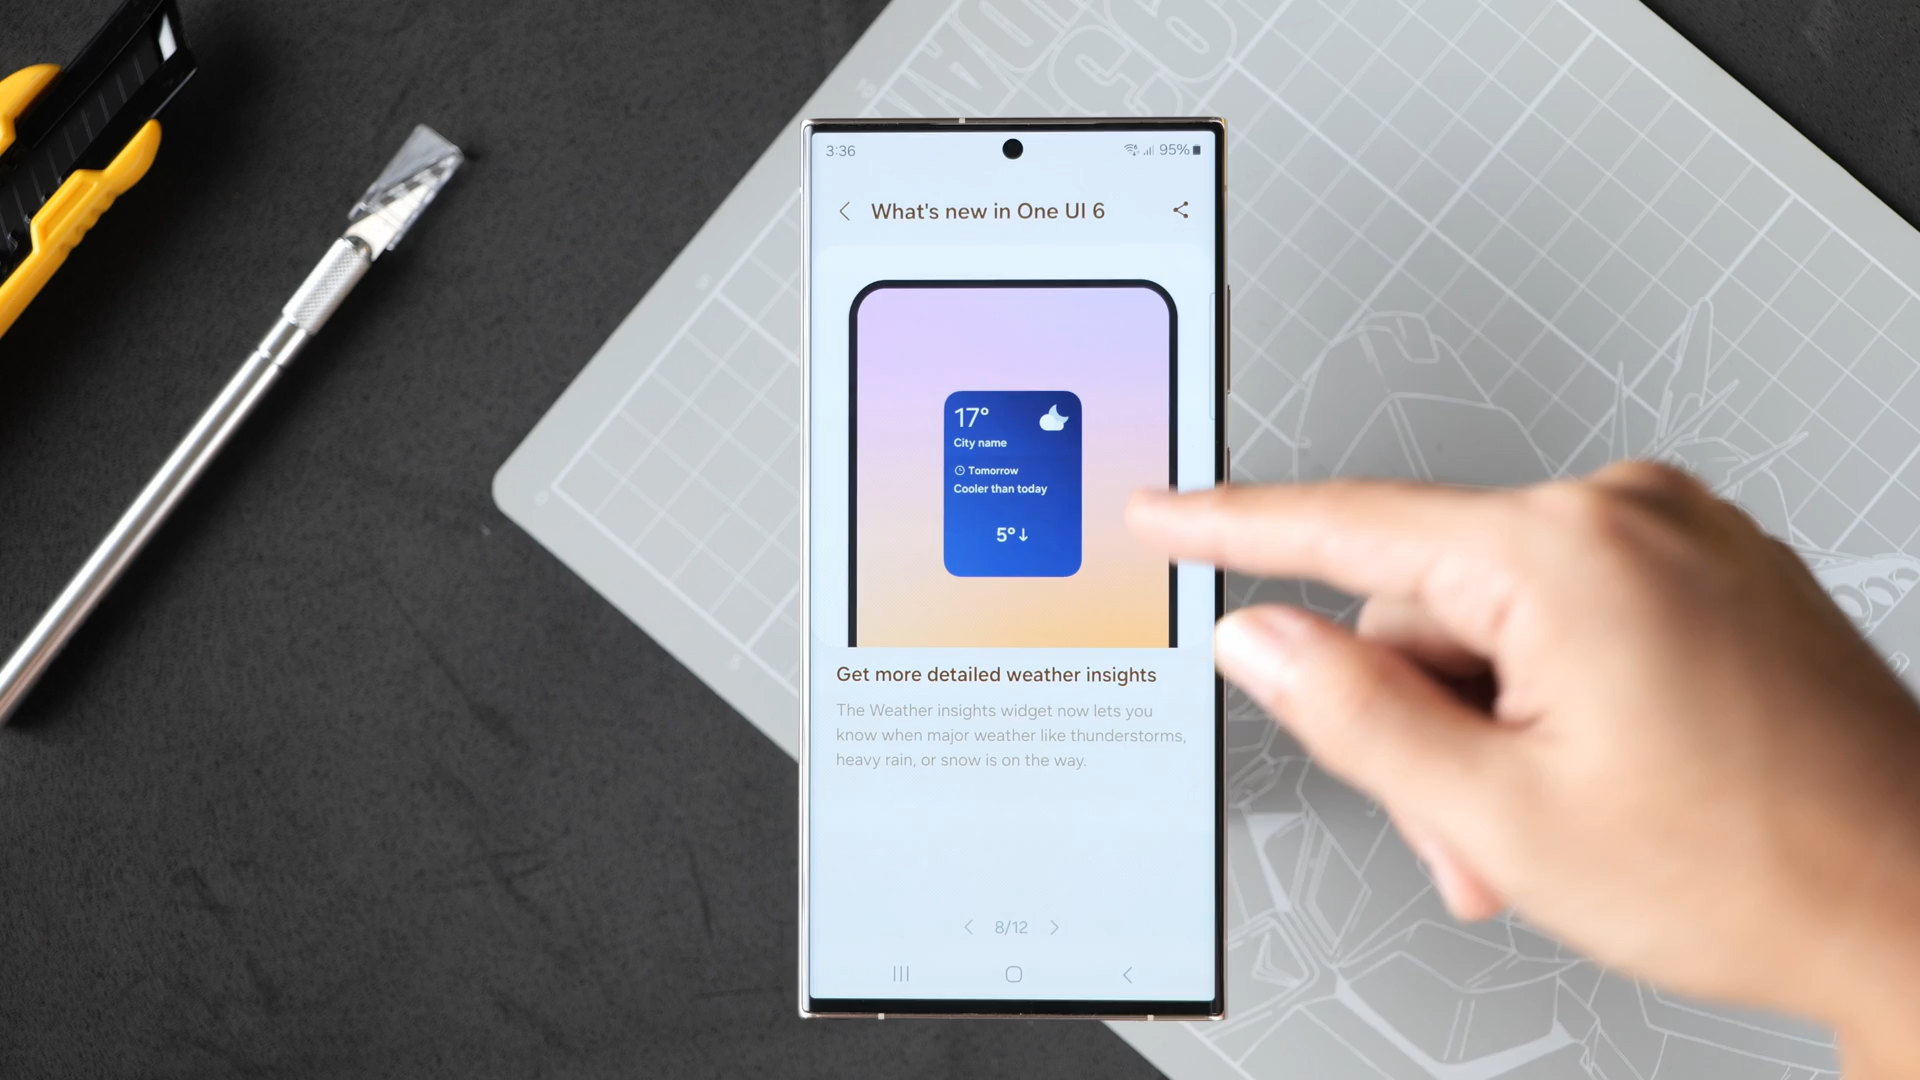 3:36
95%
What's new in One UI 6
17°
City name
Tomorrow
Cooler than today
5°↓
Get more detailed weather insights
The Weather insights widget now lets you
know when major weather like thunderstorms,
heavy rain, or snow is on the way.
8/12